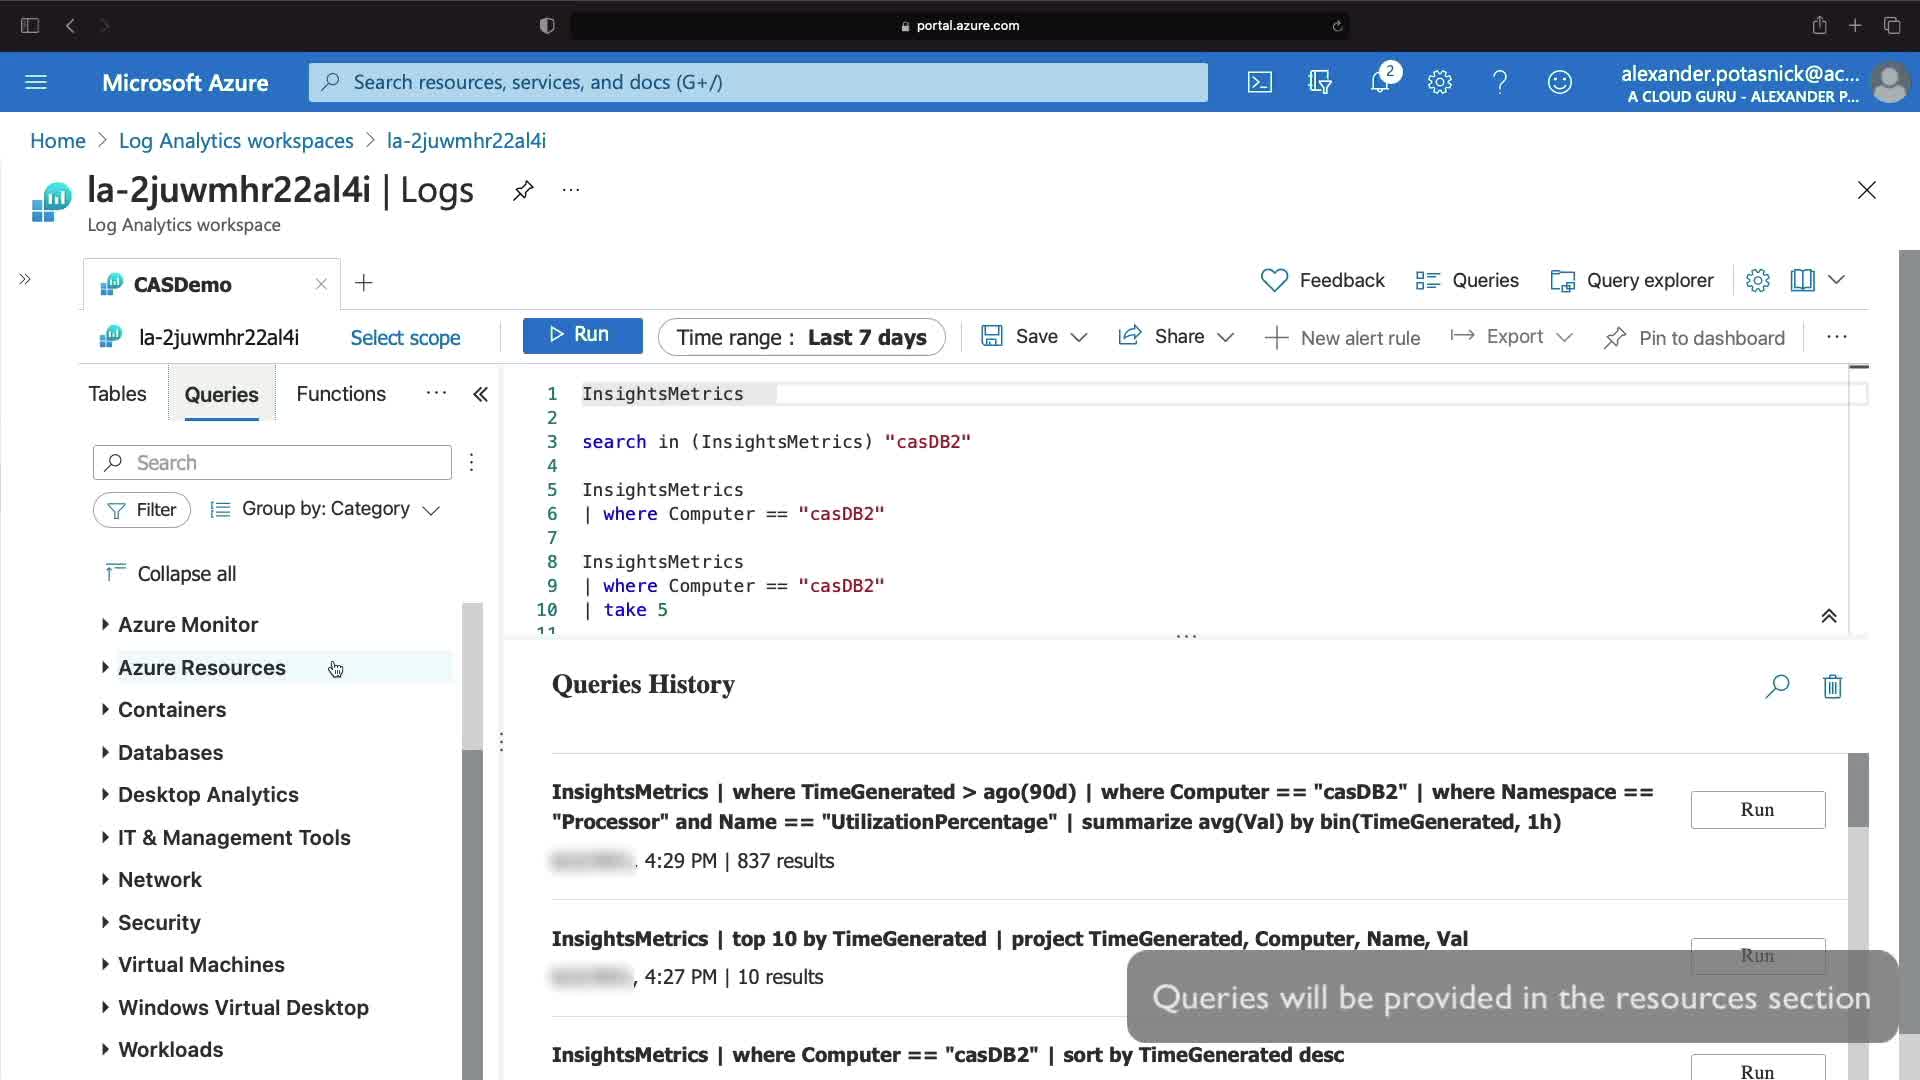 portal.azure.com
Microsoft Azure
Search resources, services, and docs (G+/)
2
alexander.potasnick@ac...
A CLOUD GURU - ALEXANDER P...
Home > Log Analytics workspaces > la-2juwmhr22al4i
la-2juwmhr22al4i | Logs
Log Analytics workspace
CASDemo
Feedback
Queries
Query explorer
la-2juwmhr22al4i
Select scope
Run
Time range : Last 7 days
Save
Share
New alert rule
Export
Pin to dashboard
Tables
Queries
Functions
Search
Filter
Group by: Category
Collapse all
Azure Monitor
Azure Resources
Containers
Databases
Desktop Analytics
IT & Management Tools
Network
Security
Virtual Machines
Windows Virtual Desktop
Workloads
1 InsightsMetrics
2
3 search in (InsightsMetrics) "casDB2"
4
5 InsightsMetrics
6 | where Computer == "casDB2"
7
8 InsightsMetrics
9 | where Computer == "casDB2"
10 | take 5
11
Queries History
InsightsMetrics | where TimeGenerated > ago(90d) | where Computer == "casDB2" | where Namespace ==
"Processor" and Name == "UtilizationPercentage" | summarize avg(Val) by bin(TimeGenerated, 1h)
4:29 PM | 837 results
Run
InsightsMetrics | top 10 by TimeGenerated | project TimeGenerated, Computer, Name, Val
, 4:27 PM | 10 results
Run
Queries will be provided in the resources section
InsightsMetrics | where Computer == "casDB2" | sort by TimeGenerated desc
Run